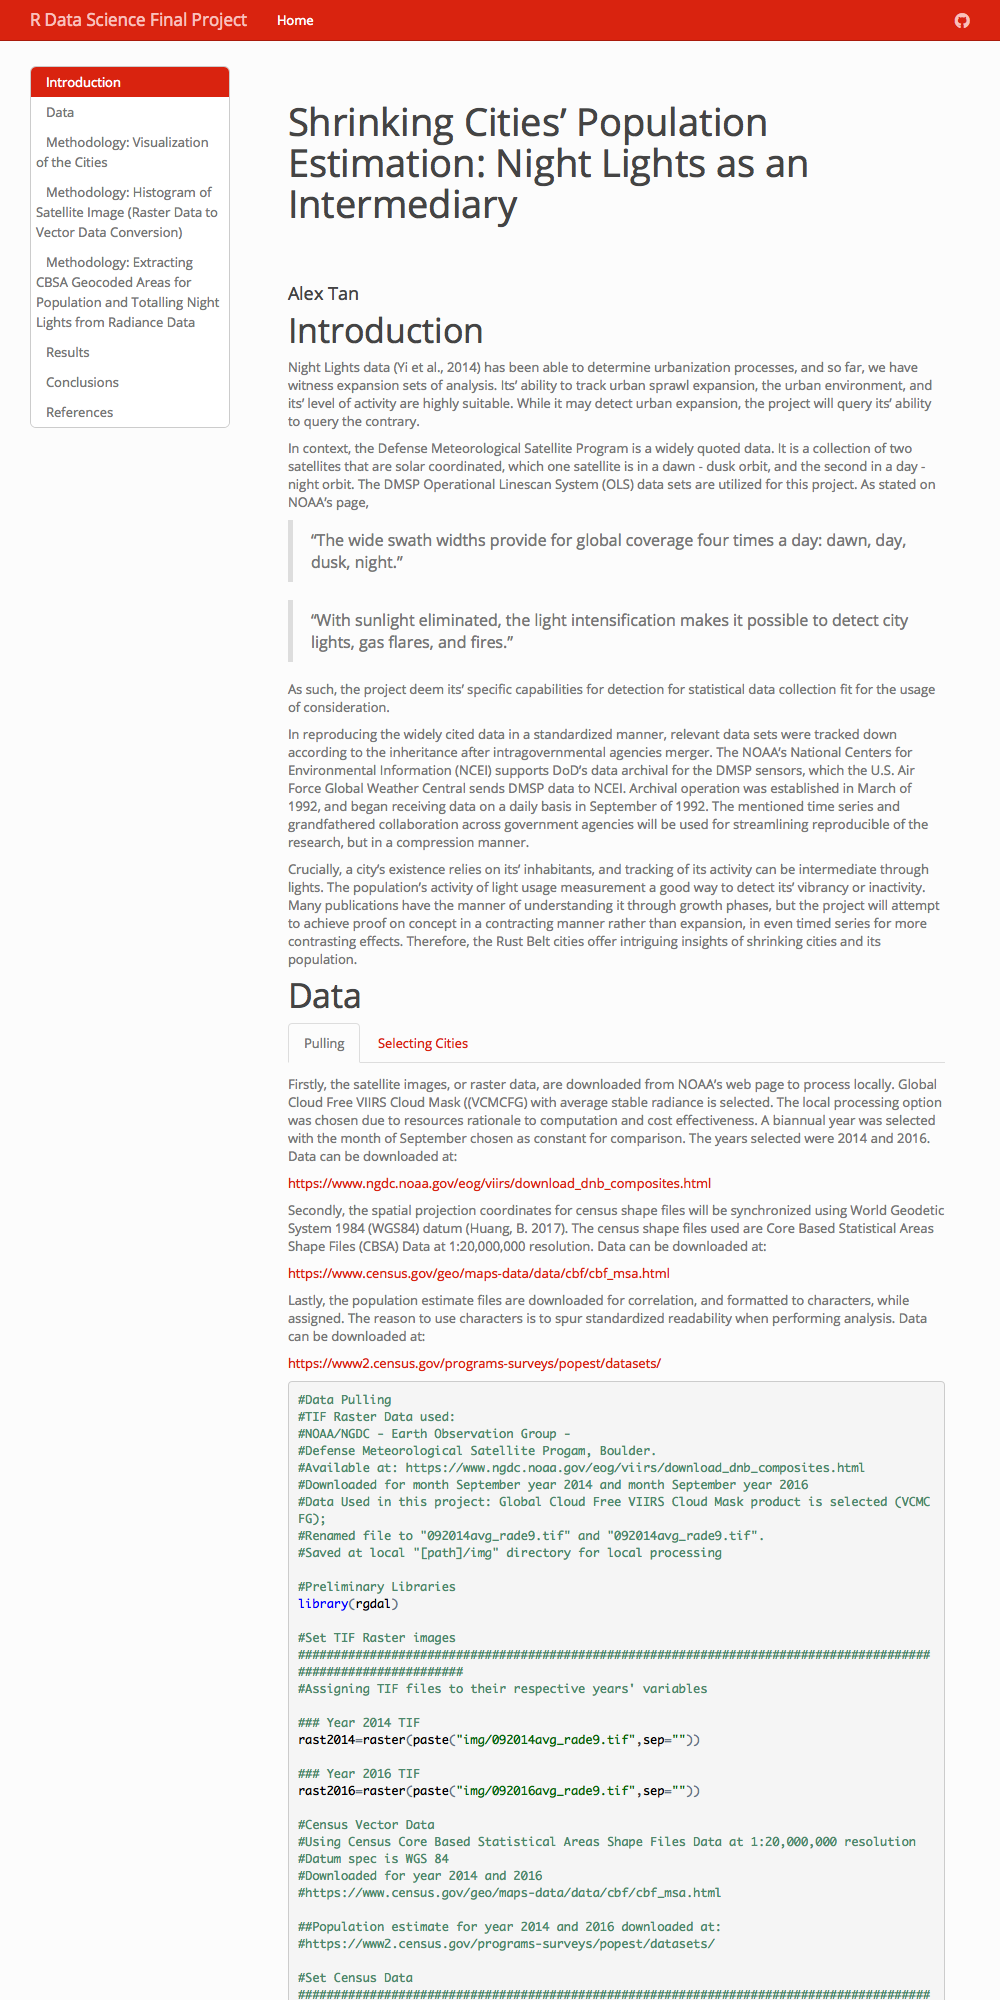 R Data Science Final Project Home
Introduction
Data
Methodology: Visualization
of the Cities
Methodology: Histogram of
Satellite Image (Raster Data to
Vector Data Conversion)
Methodology: Extracting
CBSA Geocoded Areas for
Population and Totalling Night
Lights from Radiance Data
Results
Conclusions
References
Shrinking Cities’ Population
Estimation: Night Lights as an
Intermediary
Alex Tan
Introduction
Night Lights data (Yi et al., 2014) has been able to determine urbanization processes, and so far, we have
witness expansion sets of analysis. Its’ ability to track urban sprawl expansion, the urban environment, and
its’ level of activity are highly suitable. While it may detect urban expansion, the project will query its’ ability
to query the contrary.
In context, the Defense Meteorological Satellite Program is a widely quoted data. It is a collection of two
satellites that are solar coordinated, which one satellite is in a dawn - dusk orbit, and the second in a day -
night orbit. The DMSP Operational Linescan System (OLS) data sets are utilized for this project. As stated on
NOAA’s page,
“The wide swath widths provide for global coverage four times a day: dawn, day,
dusk, night.”
“With sunlight eliminated, the light intensification makes it possible to detect city
lights, gas flares, and fires.”
As such, the project deem its’ specific capabilities for detection for statistical data collection fit for the usage
of consideration.
In reproducing the widely cited data in a standardized manner, relevant data sets were tracked down
according to the inheritance after intragovernmental agencies merger. The NOAA’s National Centers for
Environmental Information (NCEI) supports DoD’s data archival for the DMSP sensors, which the U.S. Air
Force Global Weather Central sends DMSP data to NCEI. Archival operation was established in March of
1992, and began receiving data on a daily basis in September of 1992. The mentioned time series and
grandfathered collaboration across government agencies will be used for streamlining reproducible of the
research, but in a compression manner.
Crucially, a city’s existence relies on its’ inhabitants, and tracking of its activity can be intermediate through
lights. The population’s activity of light usage measurement a good way to detect its’ vibrancy or inactivity.
Many publications have the manner of understanding it through growth phases, but the project will attempt
to achieve proof on concept in a contracting manner rather than expansion, in even timed series for more
contrasting effects. Therefore, the Rust Belt cities offer intriguing insights of shrinking cities and its
population.
Data
Pulling Selecting Cities
Firstly, the satellite images, or raster data, are downloaded from NOAA’s web page to process locally. Global
Cloud Free VIIRS Cloud Mask ((VCMCFG) with average stable radiance is selected. The local processing option
was chosen due to resources rationale to computation and cost effectiveness. A biannual year was selected
with the month of September chosen as constant for comparison. The years selected were 2014 and 2016.
Data can be downloaded at:
https://www.ngdc.noaa.gov/eog/viirs/download_dnb_composites.html
Secondly, the spatial projection coordinates for census shape files will be synchronized using World Geodetic
System 1984 (WGS84) datum (Huang, B. 2017). The census shape files used are Core Based Statistical Areas
Shape Files (CBSA) Data at 1:20,000,000 resolution. Data can be downloaded at:
https://www.census.gov/geo/maps-data/data/cbf/cbf_msa.html
Lastly, the population estimate files are downloaded for correlation, and formatted to characters, while
assigned. The reason to use characters is to spur standardized readability when performing analysis. Data
can be downloaded at:
https://www2.census.gov/programs-surveys/popest/datasets/
#Data Pulling
#TIF Raster Data used:
#NOAA/NGDC - Earth Observation Group -
#Defense Meteorological Satellite Progam, Boulder.
#Available at: https://www.ngdc.noaa.gov/eog/viirs/download_dnb_composites.html
#Downloaded for month September year 2014 and month September year 2016
#Data Used in this project: Global Cloud Free VIIRS Cloud Mask product is selected (VCMC
FG);
#Renamed file to "092014avg_rade9.tif" and "092014avg_rade9.tif".
#Saved at local "[path]/img" directory for local processing
#Preliminary Libraries
library(rgdal)
#Set TIF Raster images
##########################################################################################
#######################
#Assigning TIF files to their respective years' variables
### Year 2014 TIF
rast2014=raster(paste("img/092014avg_rade9.tif",sep=""))
### Year 2016 TIF
rast2016=raster(paste("img/092016avg_rade9.tif",sep=""))
#Census Vector Data
#Using Census Core Based Statistical Areas Shape Files Data at 1:20,000,000 resolution
#Datum spec is WGS 84
#Downloaded for year 2014 and 2016
#https://www.census.gov/geo/maps-data/data/cbf/cbf_msa.html
##Population estimate for year 2014 and 2016 downloaded at:
#https://www2.census.gov/programs-surveys/popest/datasets/
#Set Census Data
##########################################################################################